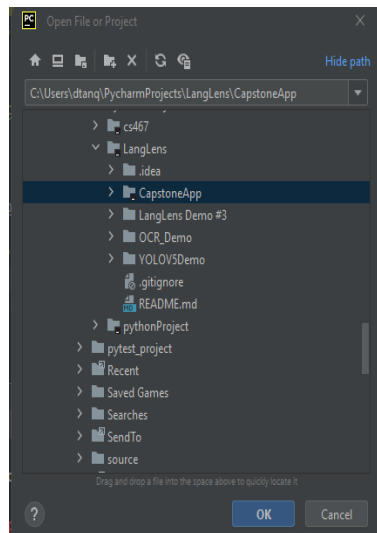 PC Open File or Project
Hide path
C:\Users\dtanq\PycharmProjects\LangLens\CapstoneApp
cs467
LangLens
.idea
CapstoneApp
LangLens Demo #3
OCR_Demo
YOLOV5Demo
.gitignore
MD README.md
pythonProject
pytest_project
Recent
Saved Games
Searches
SendTo
source
Drag and drop a file into the space above to quickly locate it
? OK Cancel